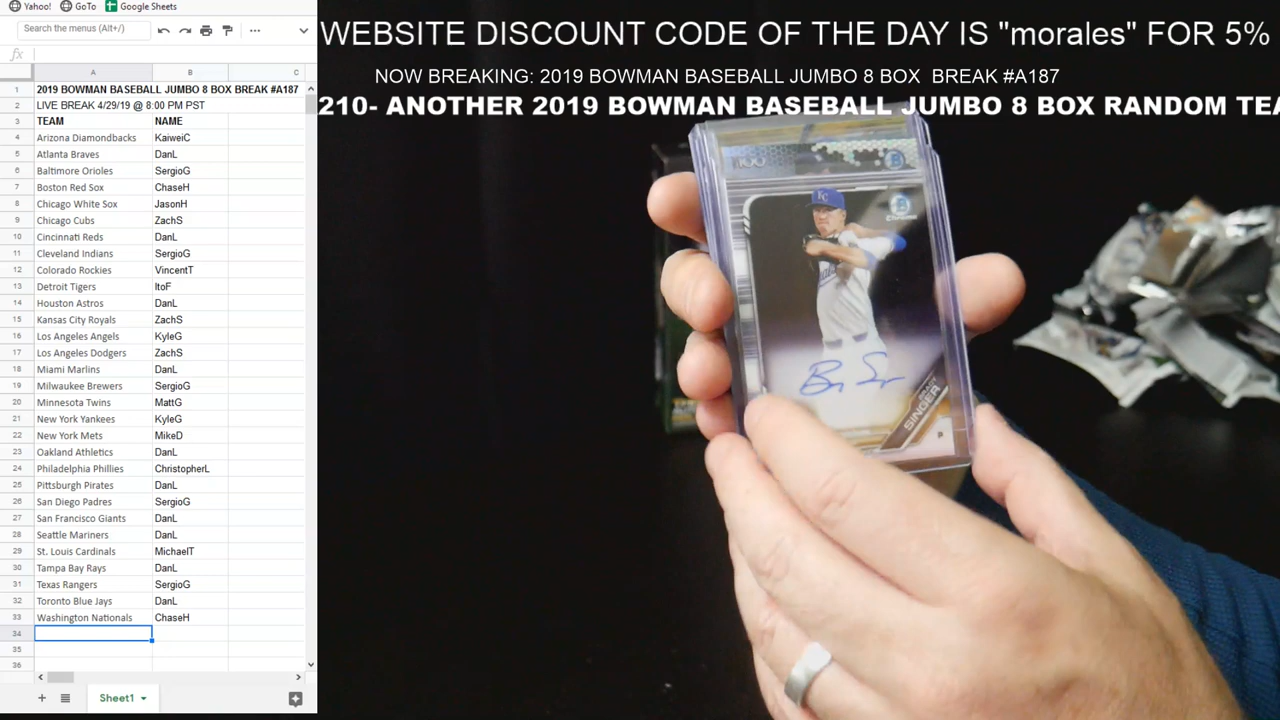 Yahoo! GoTo Google Sheets
Search the menus (Alt+/)
fx
A B C
1 2019 BOWMAN BASEBALL JUMBO 8 BOX BREAK #A187
2 LIVE BREAK 4/29/19 @ 8:00 PM PST
3 TEAM NAME
4 Arizona Diamondbacks KaiweiC
5 Atlanta Braves DanL
6 Baltimore Orioles SergioG
7 Boston Red Sox ChaseH
8 Chicago White Sox JasonH
9 Chicago Cubs ZachS
10 Cincinnati Reds DanL
11 Cleveland Indians SergioG
12 Colorado Rockies VincentT
13 Detroit Tigers ItoF
14 Houston Astros DanL
15 Kansas City Royals ZachS
16 Los Angeles Angels KyleG
17 Los Angeles Dodgers ZachS
18 Miami Marlins DanL
19 Milwaukee Brewers SergioG
20 Minnesota Twins MattG
21 New York Yankees KyleG
22 New York Mets MikeD
23 Oakland Athletics DanL
24 Philadelphia Phillies ChristopherL
25 Pittsburgh Pirates DanL
26 San Diego Padres SergioG
27 San Francisco Giants DanL
28 Seattle Mariners DanL
29 St. Louis Cardinals MichaelT
30 Tampa Bay Rays DanL
31 Texas Rangers SergioG
32 Toronto Blue Jays DanL
33 Washington Nationals ChaseH
34
35
36
Sheet1
WEBSITE DISCOUNT CODE OF THE DAY IS "morales" FOR 5%
NOW BREAKING: 2019 BOWMAN BASEBALL JUMBO 8 BOX BREAK #A187
210- ANOTHER 2019 BOWMAN BASEBALL JUMBO 8 BOX RANDOM TEA
100
B
KC
B
Chrome
BRADY
SINGER
P